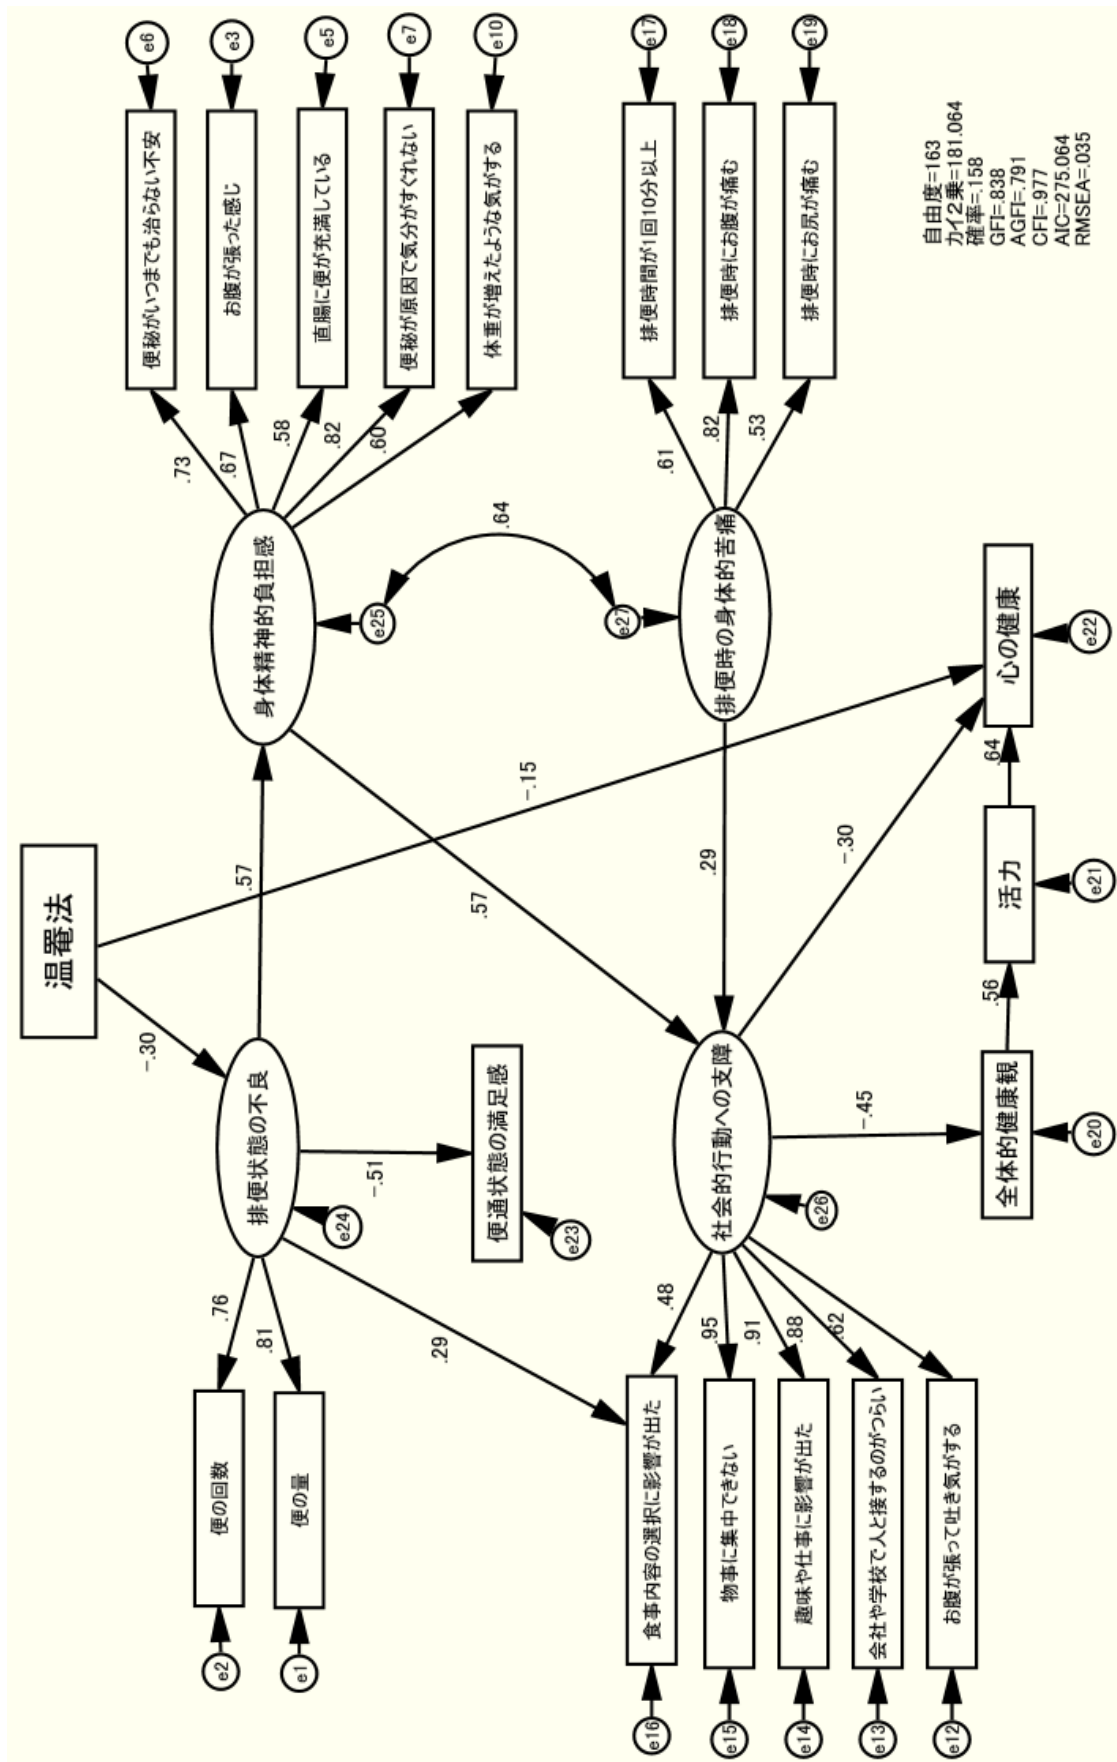 温罨法
-.30
-.15
e2
便の回数
.76
e1
便の量
.81
排便状態の不良
e24
.57
身体精神的負担感
e25
.73
便秘がいつまでも治らない不安
e6
.67
お腹が張った感じ
e3
.58
直腸に便が充満している
e5
.82
便秘が原因で気分がすぐれない
e7
.60
体重が増えたような気がする
e10
-.51
便通状態の満足感
e23
.29
.57
.64
e16
食事内容の選択に影響が出た
.48
e15
物事に集中できない
.95
e14
趣味や仕事に影響が出た
.91
e13
会社や学校で人と接するのがつらい
.88
e12
お腹が張って吐き気がする
.62
社会的行動への支障
e26
.29
e27
排便時の身体的苦痛
.61
排便時間が1回10分以上
e17
.82
排便時にお腹が痛む
e18
.53
排便時にお尻が痛む
e19
-.45
-.30
全体的健康観
e20
.56
活力
e21
.64
心の健康
e22
自由度=163
カイ2乗=181.064
確率=.158
GFI=.838
AGFI=.791
CFI=.977
AIC=275.064
RMSEA=.035